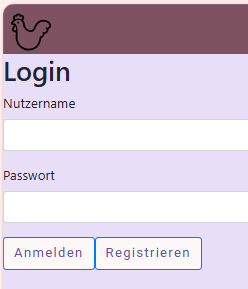 Login
Nutzername
Passwort
Anmelden Registrieren